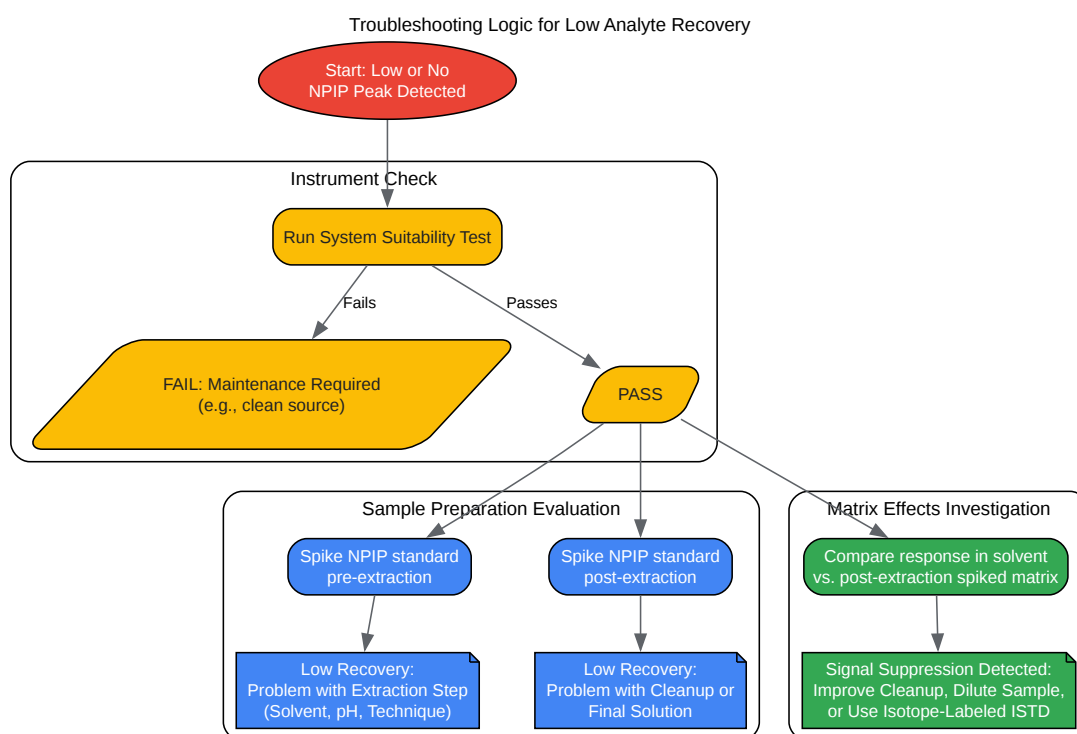 Troubleshooting Logic for Low Analyte Recovery
Start: Low or No
NPIP Peak Detected
Instrument Check
Run System Suitability Test
Fails
Passes
FAIL: Maintenance Required
(e.g., clean source)
PASS
Sample Preparation Evaluation
Matrix Effects Investigation
Spike NPIP standard
pre-extraction
Spike NPIP standard
post-extraction
Compare response in solvent
vs. post-extraction spiked matrix
Low Recovery:
Problem with Extraction Step
(Solvent, pH, Technique)
Low Recovery:
Problem with Cleanup or
Final Solution
Signal Suppression Detected:
Improve Cleanup, Dilute Sample,
or Use Isotope-Labeled ISTD